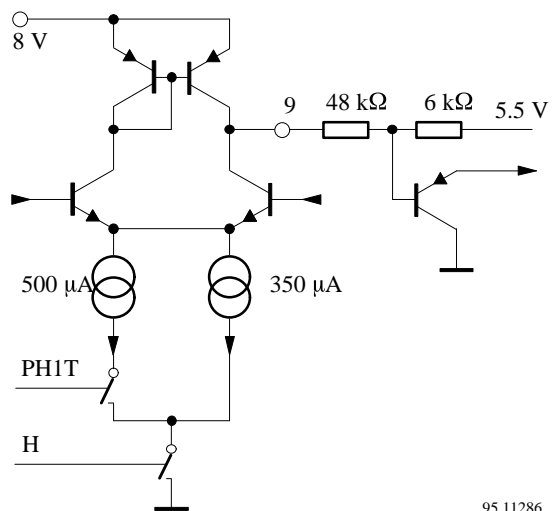 8 V
9
48 kΩ
6 kΩ
5.5 V
500 µA
350 µA
PH1T
H
95 11286